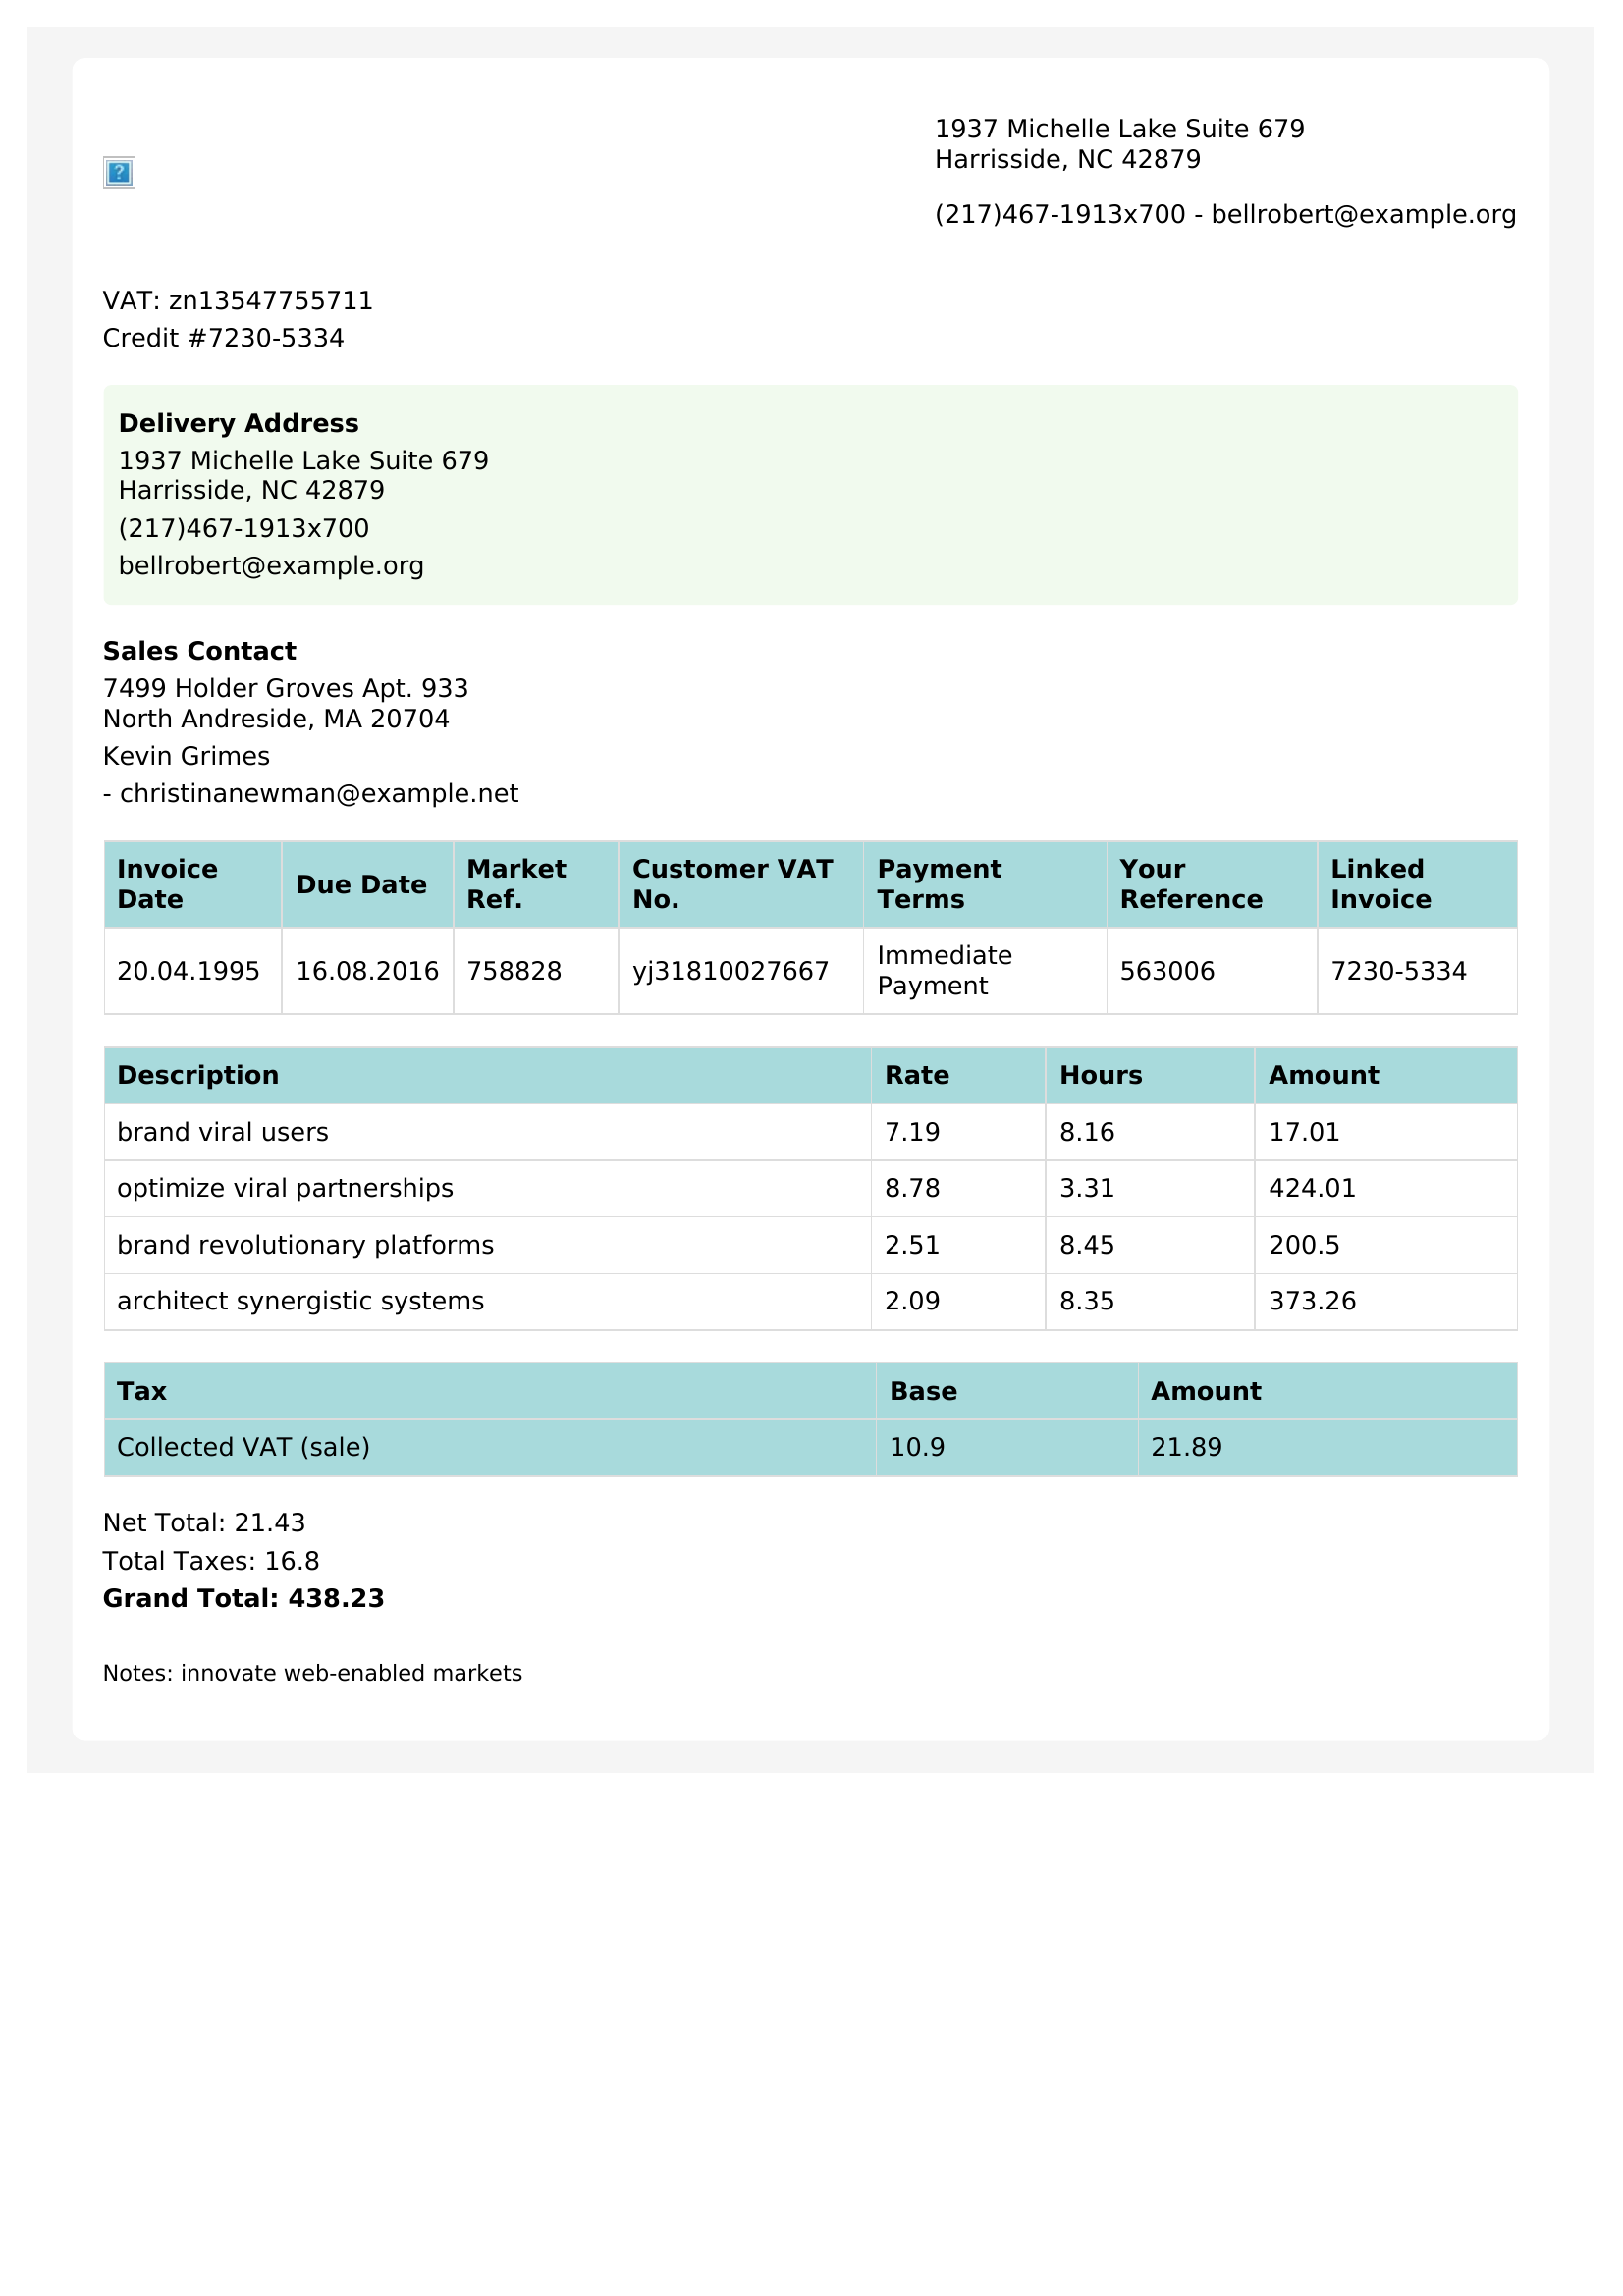 1937 Michelle Lake Suite 679
Harrisside, NC 42879
(217)467-1913x700 - bellrobert@example.org
VAT: zn13547755711
Credit #7230-5334
Delivery Address
1937 Michelle Lake Suite 679
Harrisside, NC 42879
(217)467-1913x700
bellrobert@example.org
Sales Contact
7499 Holder Groves Apt. 933
North Andreside, MA 20704
Kevin Grimes
- christinanewman@example.net
Invoice Date Due Date Market Ref. Customer VAT No. Payment Terms Your Reference Linked Invoice
20.04.1995 16.08.2016 758828 yj31810027667 Immediate Payment 563006 7230-5334
Description Rate Hours Amount
brand viral users 7.19 8.16 17.01
optimize viral partnerships 8.78 3.31 424.01
brand revolutionary platforms 2.51 8.45 200.5
architect synergistic systems 2.09 8.35 373.26
Tax Base Amount
Collected VAT (sale) 10.9 21.89
Net Total: 21.43
Total Taxes: 16.8
Grand Total: 438.23
Notes: innovate web-enabled markets